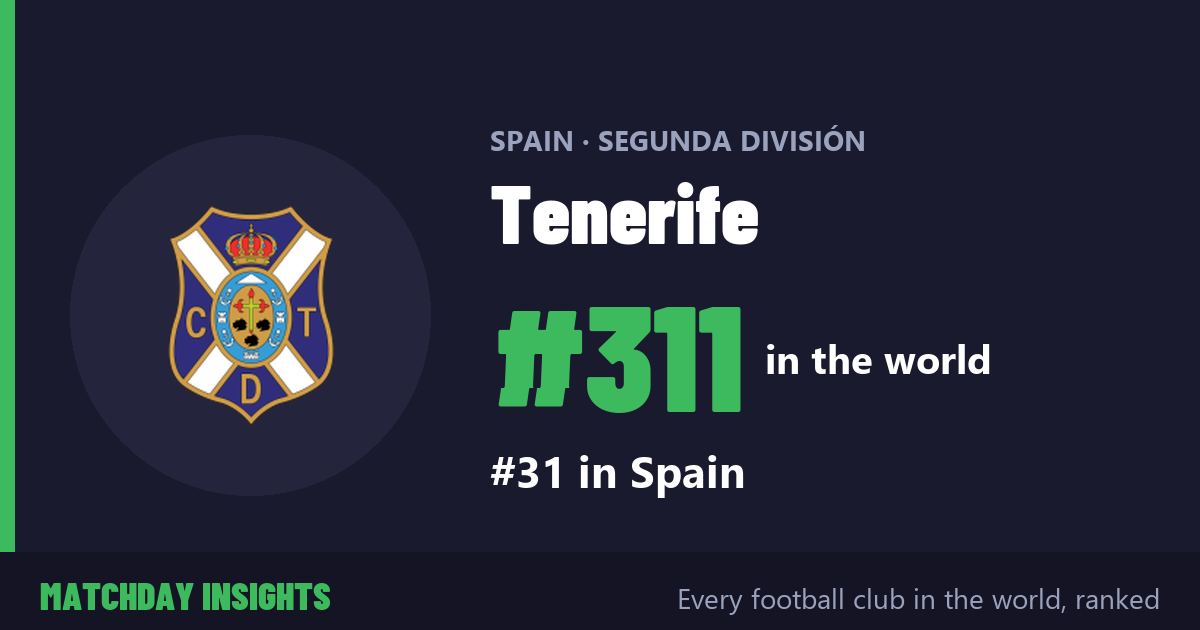 SPAIN · SEGUNDA DIVISIÓN
Tenerife
#311 in the world
#31 in Spain
C T
D
MATCHDAY INSIGHTS
Every football club in the world, ranked